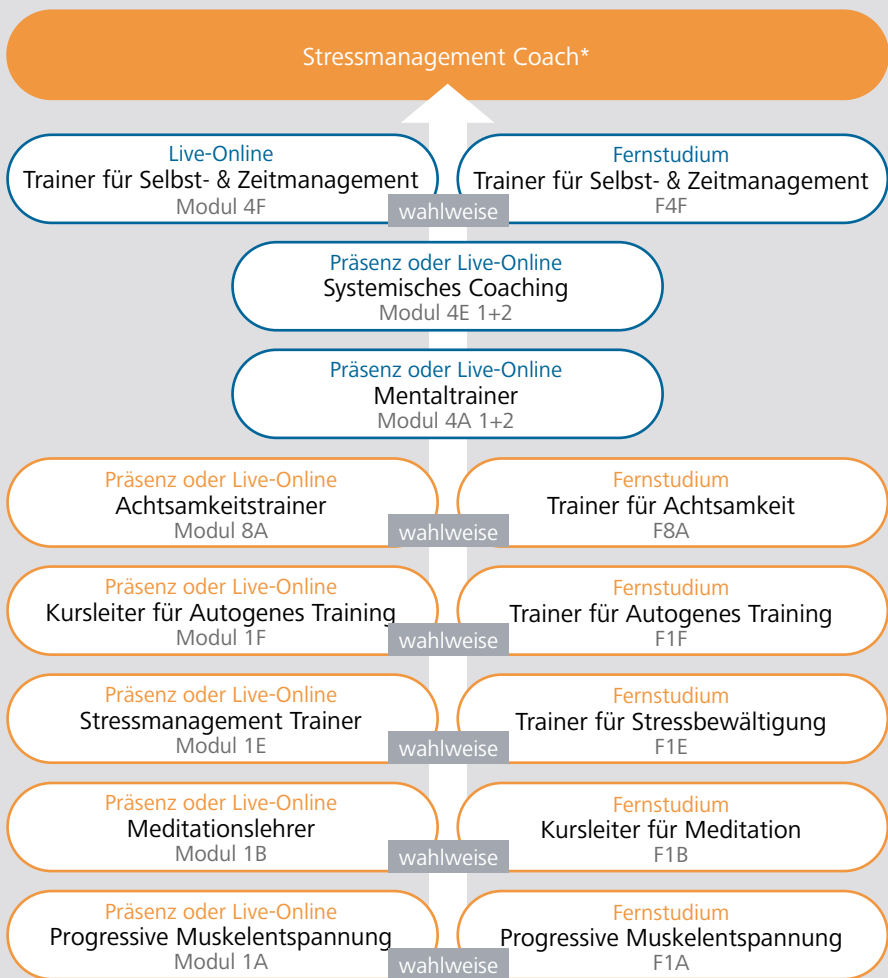 Stressmanagement Coach*
Live-Online
Trainer für Selbst- & Zeitmanagement
Modul 4F
wahlweise
Fernstudium
Trainer für Selbst- & Zeitmanagement
F4F
Präsenz oder Live-Online
Systemisches Coaching
Modul 4E 1+2
Präsenz oder Live-Online
Mentaltrainer
Modul 4A 1+2
Präsenz oder Live-Online
Achtsamkeitstrainer
Modul 8A
wahlweise
Fernstudium
Trainer für Achtsamkeit
F8A
Präsenz oder Live-Online
Kursleiter für Autogenes Training
Modul 1F
wahlweise
Fernstudium
Trainer für Autogenes Training
F1F
Präsenz oder Live-Online
Stressmanagement Trainer
Modul 1E
wahlweise
Fernstudium
Trainer für Stressbewältigung
F1E
Präsenz oder Live-Online
Meditationslehrer
Modul 1B
wahlweise
Fernstudium
Kursleiter für Meditation
F1B
Präsenz oder Live-Online
Progressive Muskelentspannung
Modul 1A
wahlweise
Fernstudium
Progressive Muskelentspannung
F1A